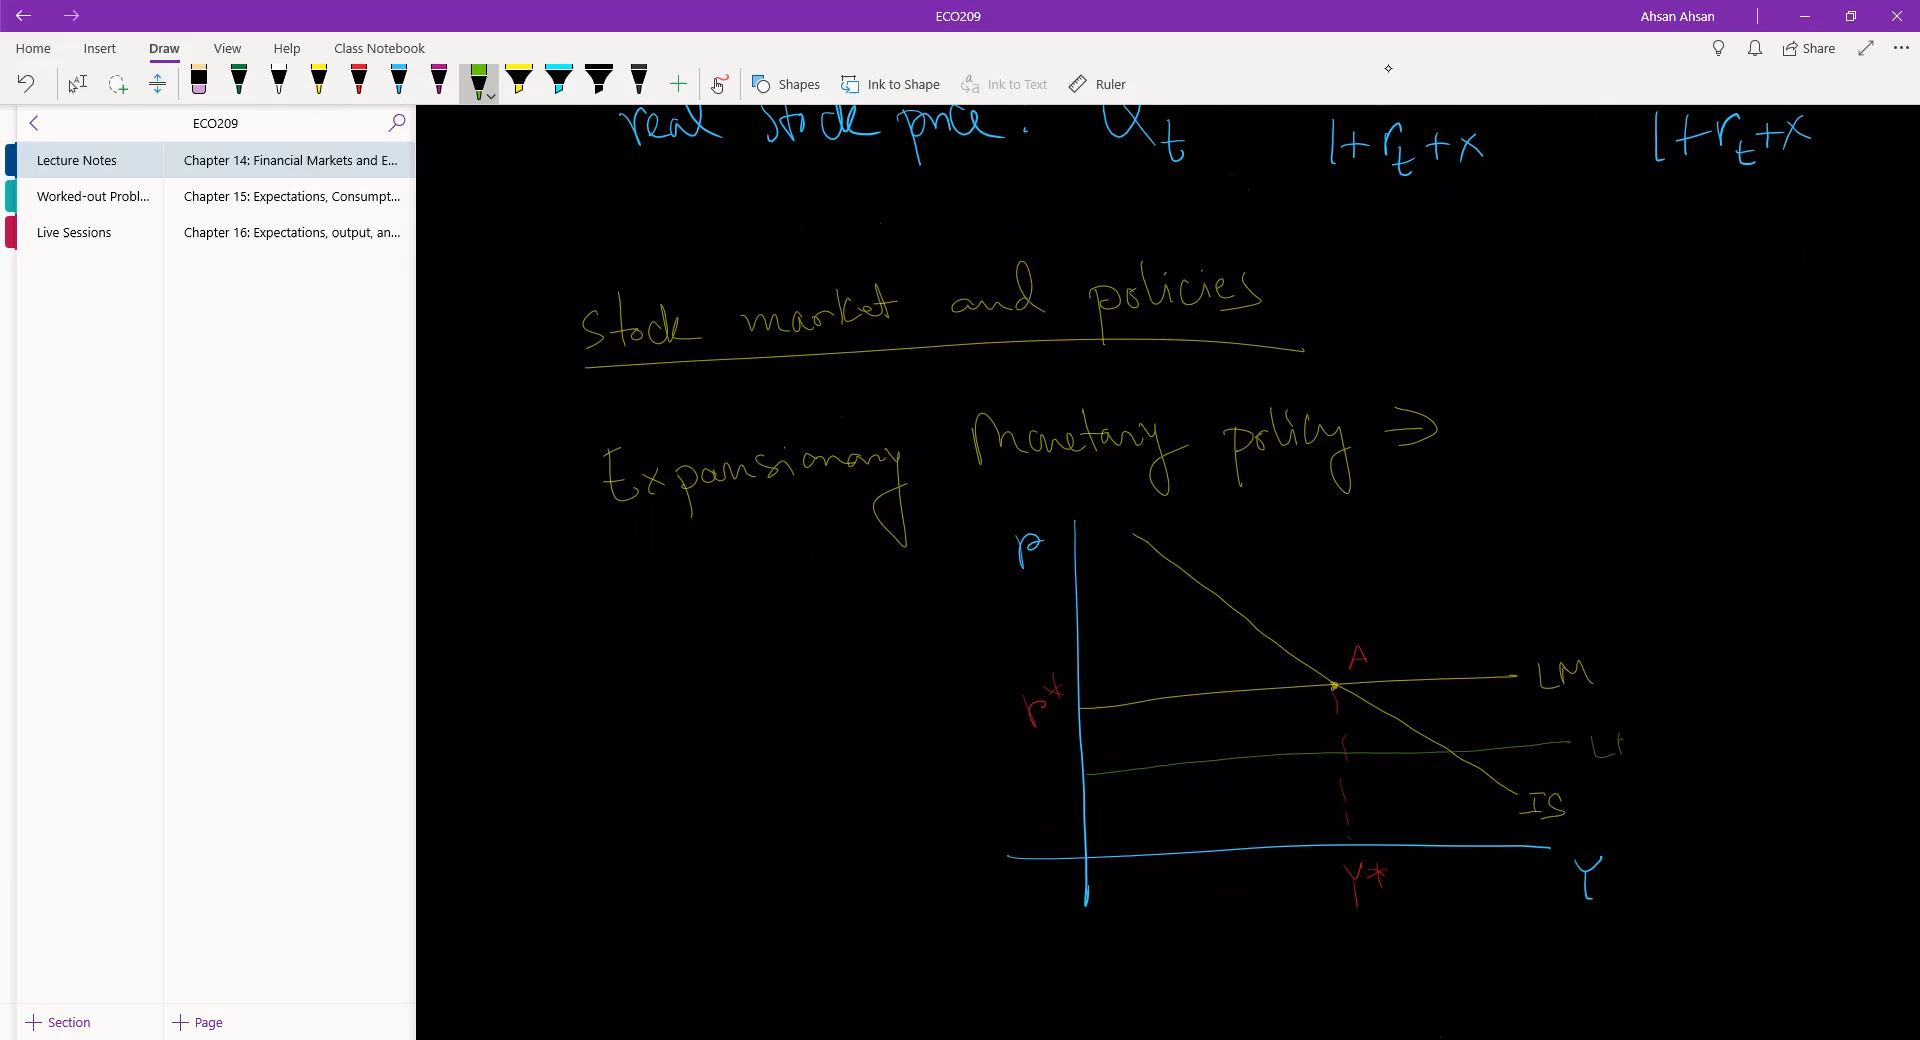 ECO209
Ahsan Ahsan
Home Insert Draw View Help Class Notebook
Share
Shapes Ink to Shape Ink to Text Ruler
ECO209
Lecture Notes
Worked-out Probl...
Live Sessions
Chapter 14: Financial Markets and E...
Chapter 15: Expectations, Consumpt...
Chapter 16: Expectations, output, an...
Section
Page
real stock price. Qt 1+rt+x 1+rt+x
Stock market and policies
Expansionary Monetary policy ⇒
r
A
LM
r*
IS
Y*
Y